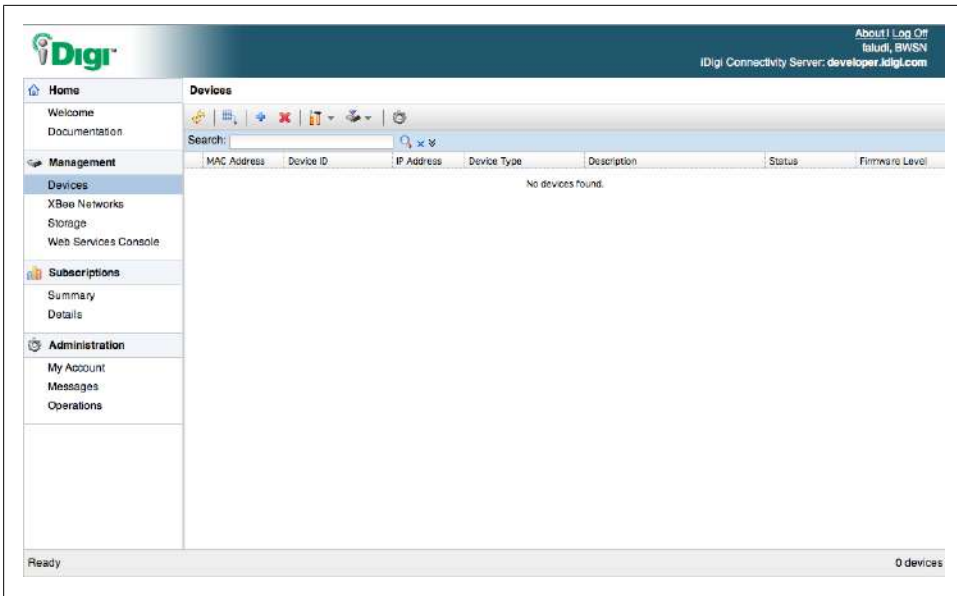 iDigi
About | Log Off
faludi, BWSN
iDigi Connectivity Server: developer.idigi.com
Home
Welcome
Documentation
Management
Devices
XBee Networks
Storage
Web Services Console
Subscriptions
Summary
Details
Administration
My Account
Messages
Operations
Devices
Search:
MAC Address Device ID IP Address Device Type Description Status Firmware Level
No devices found.
Ready
0 devices